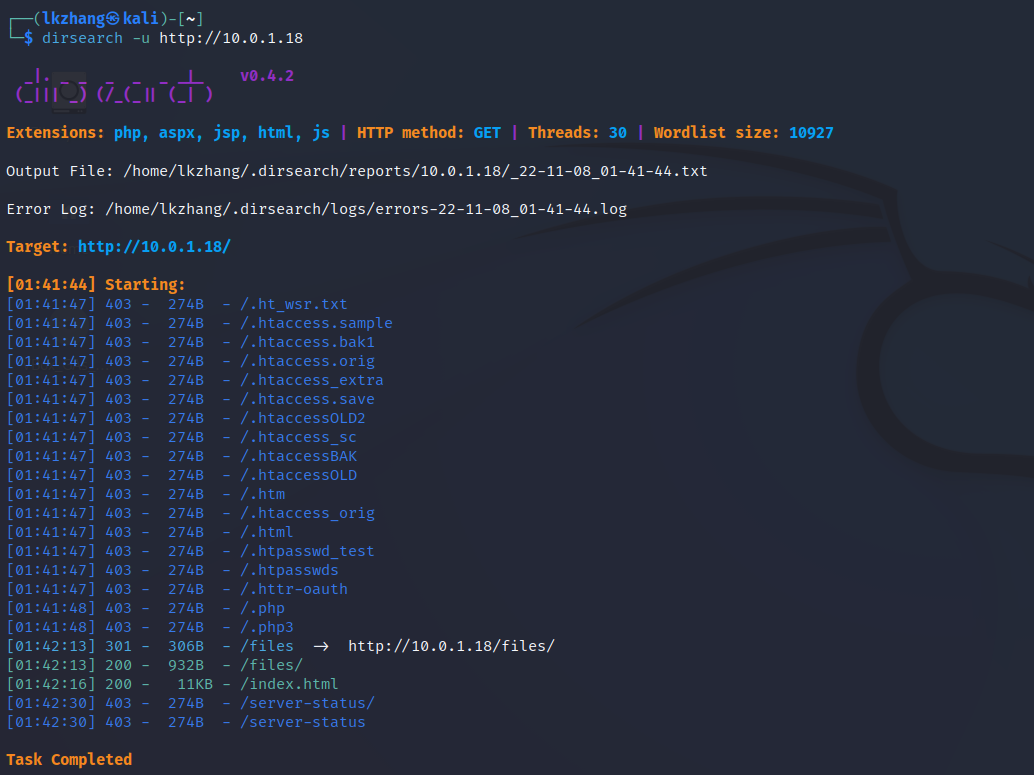 ┌──(lkzhang㉿kali)-[~]
└─$ dirsearch -u http://10.0.1.18
_|. _ _  _  _  _ _|_    v0.4.2
(_||| _) (/_(_|| (_| )
Extensions: php, aspx, jsp, html, js | HTTP method: GET | Threads: 30 | Wordlist size: 10927
Output File: /home/lkzhang/.dirsearch/reports/10.0.1.18/_22-11-08_01-41-44.txt
Error Log: /home/lkzhang/.dirsearch/logs/errors-22-11-08_01-41-44.log
Target: http://10.0.1.18/
[01:41:44] Starting:
[01:41:47] 403 -  274B  - /.ht_wsr.txt
[01:41:47] 403 -  274B  - /.htaccess.sample
[01:41:47] 403 -  274B  - /.htaccess.bak1
[01:41:47] 403 -  274B  - /.htaccess.orig
[01:41:47] 403 -  274B  - /.htaccess_extra
[01:41:47] 403 -  274B  - /.htaccess.save
[01:41:47] 403 -  274B  - /.htaccessOLD2
[01:41:47] 403 -  274B  - /.htaccess_sc
[01:41:47] 403 -  274B  - /.htaccessBAK
[01:41:47] 403 -  274B  - /.htaccessOLD
[01:41:47] 403 -  274B  - /.htm
[01:41:47] 403 -  274B  - /.htaccess_orig
[01:41:47] 403 -  274B  - /.html
[01:41:47] 403 -  274B  - /.htpasswd_test
[01:41:47] 403 -  274B  - /.htpasswds
[01:41:47] 403 -  274B  - /.httr-oauth
[01:41:48] 403 -  274B  - /.php
[01:41:48] 403 -  274B  - /.php3
[01:42:13] 301 -  306B  - /files  ->  http://10.0.1.18/files/
[01:42:13] 200 -  932B  - /files/
[01:42:16] 200 -   11KB - /index.html
[01:42:30] 403 -  274B  - /server-status/
[01:42:30] 403 -  274B  - /server-status
Task Completed